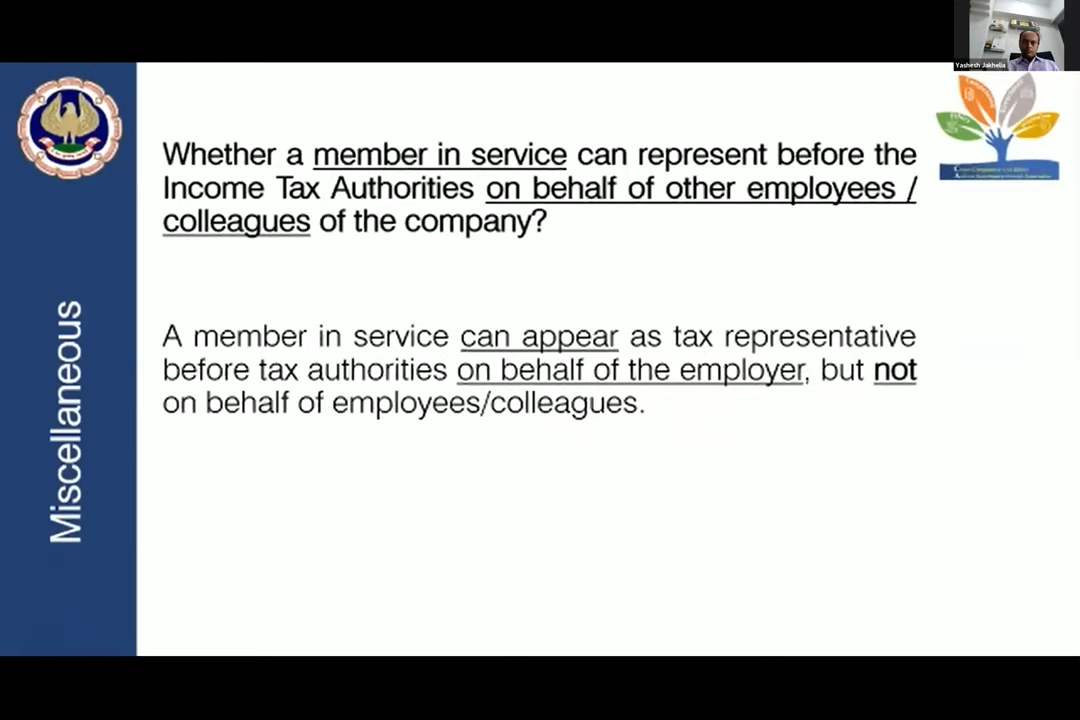 Yashesh Jakhelia
Whether a member in service can represent before the
Income Tax Authorities on behalf of other employees /
colleagues of the company?
A member in service can appear as tax representative
before tax authorities on behalf of the employer, but not
on behalf of employees/colleagues.
Miscellaneous